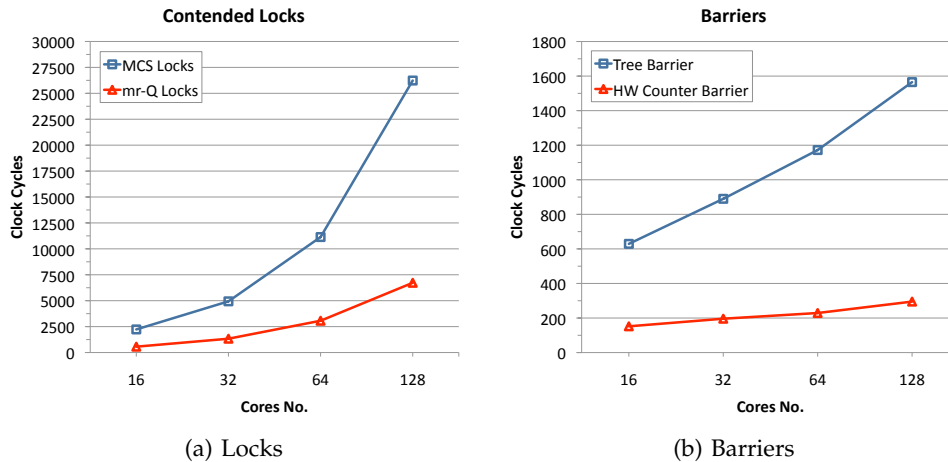 Contended Locks
30000
27500
25000
22500
20000
17500
15000
12500
10000
7500
5000
2500
0
Clock Cycles
MCS Locks
mr-Q Locks
16 32 64 128
Cores No.
(a) Locks
Barriers
1800
1600
1400
1200
1000
800
600
400
200
0
Clock Cycles
Tree Barrier
HW Counter Barrier
16 32 64 128
Cores No.
(b) Barriers